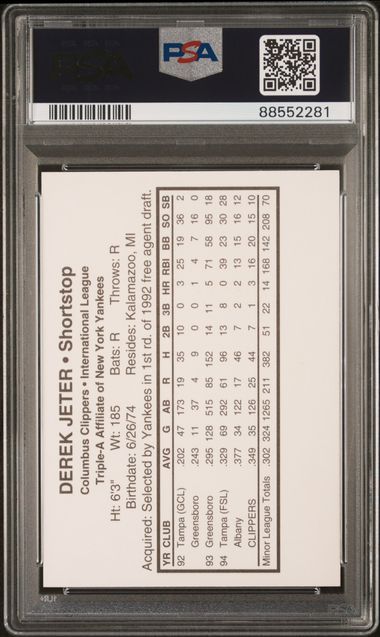 PSA
PSA
88552281
DEREK JETER • Shortstop
Columbus Clippers • International League
Triple-A Affiliate of New York Yankees
Ht: 6'3" Wt: 185 Bats: R Throws: R
Birthdate: 6/26/74 Resides: Kalamazoo, MI
Acquired: Selected by Yankees in 1st rd. of 1992 free agent draft.
YR CLUB AVG G AB R H 2B 3B HR RBI BB SO SB
92 Tampa (GCL) .202 47 173 19 35 10 0 3 25 19 36 2
Greensboro .243 11 37 4 9 0 0 1 4 7 16 0
93 Greensboro .295 128 515 85 152 14 11 5 71 58 95 18
94 Tampa (FSL) .329 69 292 61 96 13 8 0 39 23 30 28
Albany .377 34 122 17 46 7 2 2 13 15 16 12
CLIPPERS .349 35 126 25 44 7 1 3 16 20 15 10
Minor League Totals .302 324 1265 211 382 51 22 14 168 142 208 70